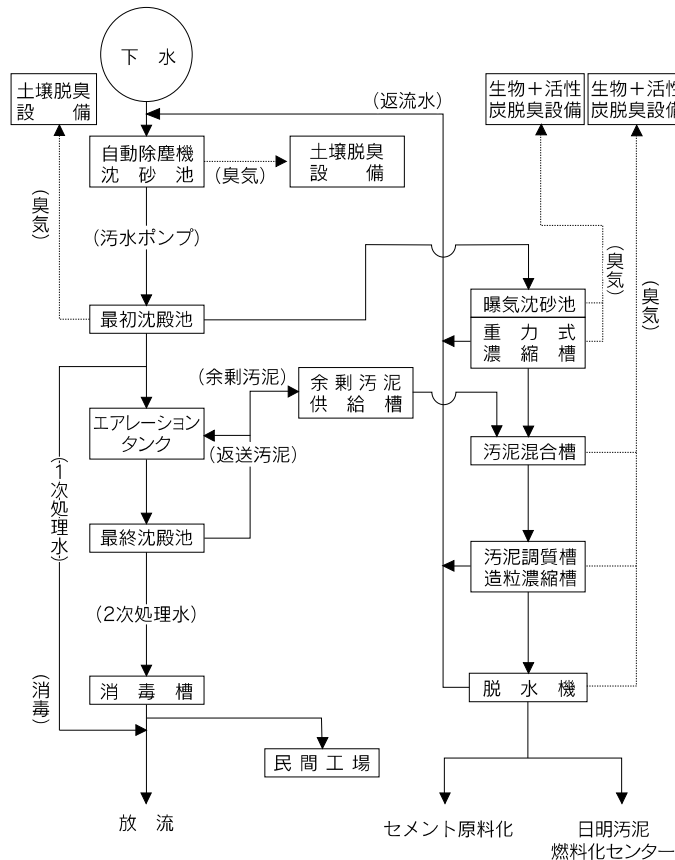 下 水
土壌脱臭
設 備
(返流水)
生物＋活性
炭脱臭設備
生物＋活性
炭脱臭設備
自動除塵機
沈 砂 池
(臭気)
土壌脱臭
設 備
(臭気)
(汚水ポンプ)
(臭気)
(臭気)
最初沈殿池
曝気沈砂池
重 力 式
濃 縮 槽
(余剰汚泥)
余 剰 汚 泥
供 給 槽
エアレーション
タンク
(返送汚泥)
汚泥混合槽
(1次処理水)
最終沈殿池
汚泥調質槽
造粒濃縮槽
(2次処理水)
消 毒 槽
脱 水 機
(消毒)
民 間 工 場
放 流
セメント原料化
日明汚泥
燃料化センター